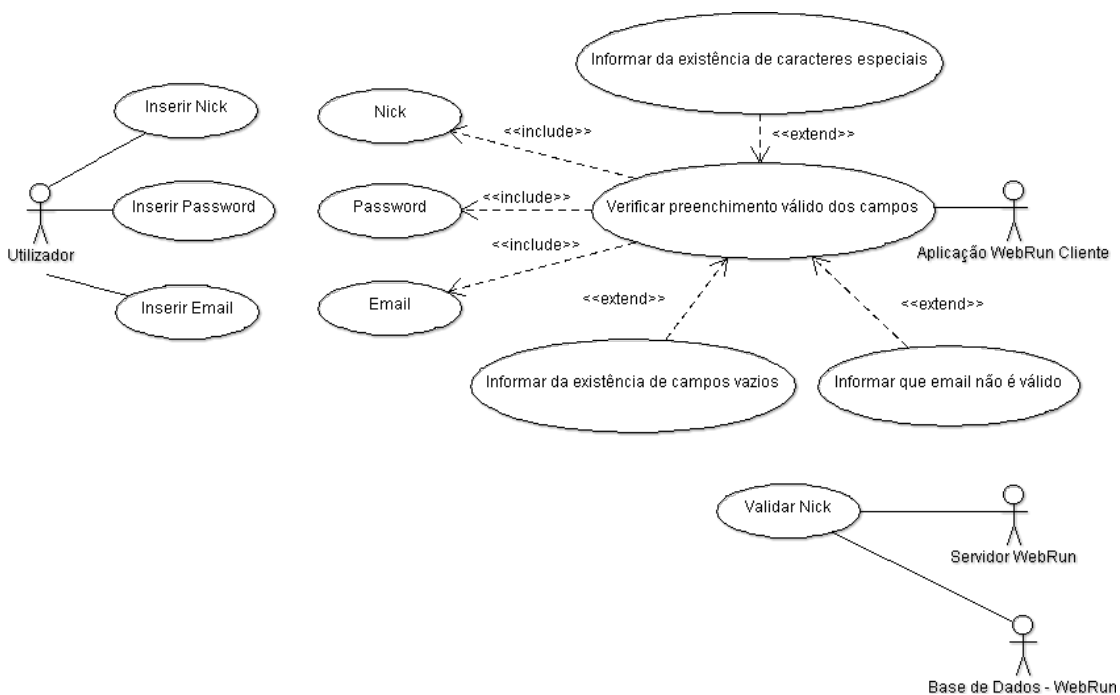 Informar da existência de caracteres especiais
Inserir Nick
Nick
<<include>>
<<extend>>
Inserir Password
Password
<<include>>
Verificar preenchimento válido dos campos
Utilizador
Aplicação WebRun Cliente
<<include>>
Inserir Email
Email
<<extend>>
<<extend>>
Informar da existência de campos vazios
Informar que email não é válido
Validar Nick
Servidor WebRun
Base de Dados - WebRun